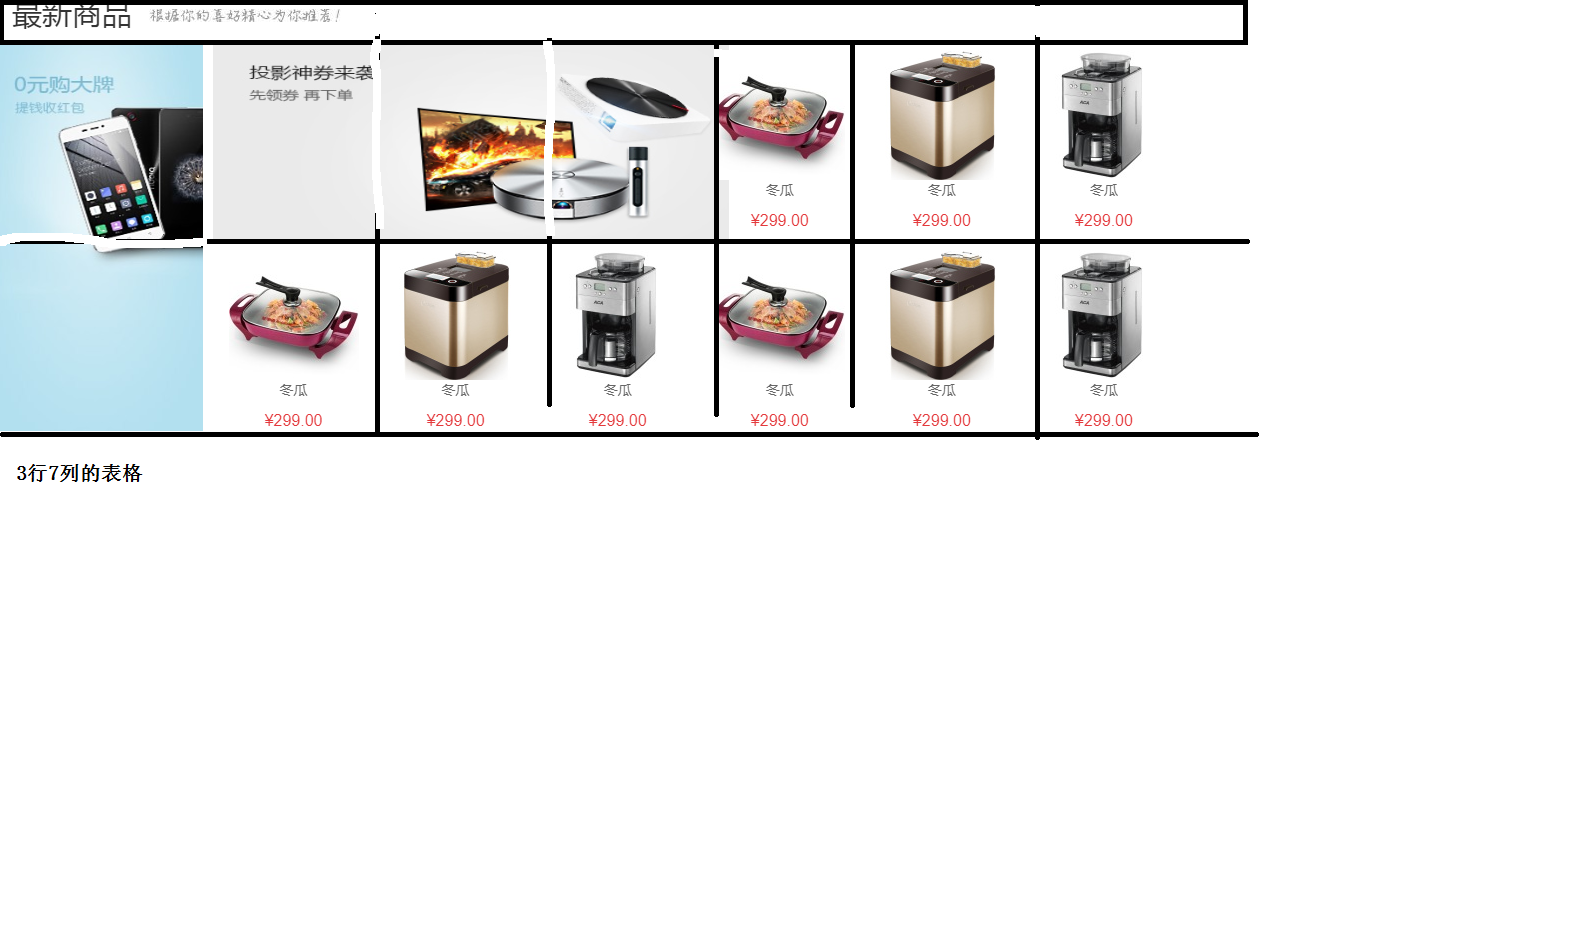 最新商品 根据你的喜好精心为你推荐!
0元购大牌
提钱收红包
投影神券来袭
先领券 再下单
冬瓜 冬瓜 冬瓜
¥299.00 ¥299.00 ¥299.00
冬瓜 冬瓜 冬瓜 冬瓜 冬瓜 冬瓜
¥299.00 ¥299.00 ¥299.00 ¥299.00 ¥299.00 ¥299.00
3行7列的表格